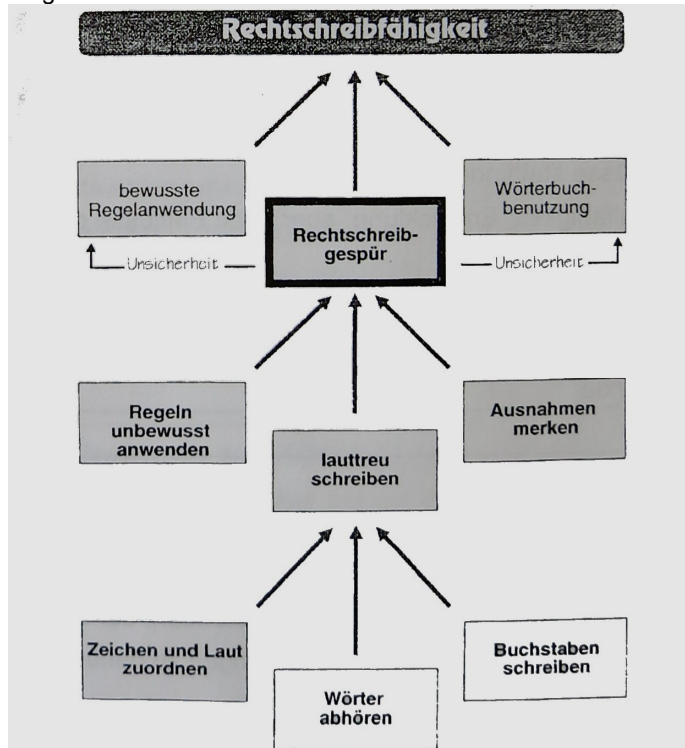 Rechtschreibfähigkeit
bewusste
Regelanwendung
Wörterbuch-
benutzung
Rechtschreib-
gespür
Unsicherheit
Unsicherheit
Regeln
unbewusst
anwenden
Ausnahmen
merken
lauttreu
schreiben
Zeichen und Laut
zuordnen
Buchstaben
schreiben
Wörter
abhören